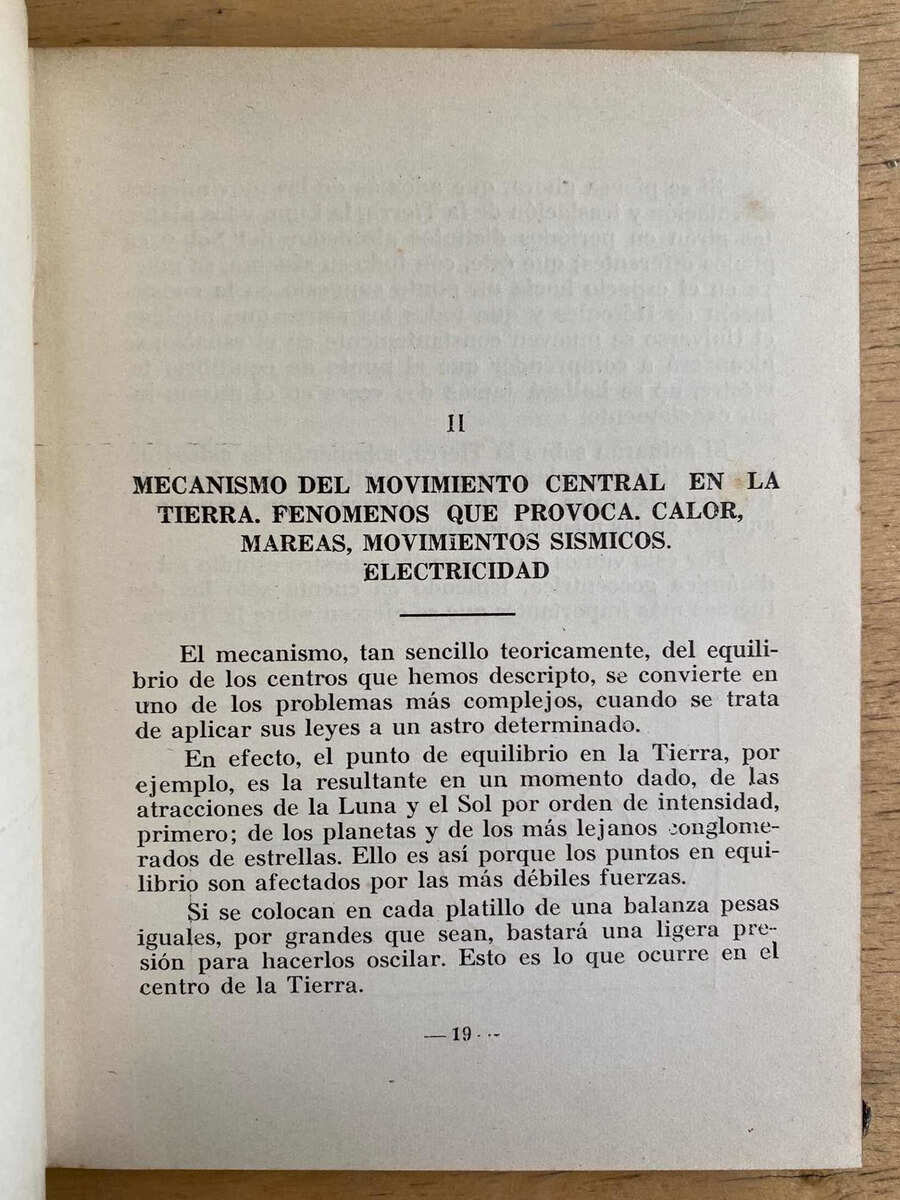 II
MECANISMO DEL MOVIMIENTO CENTRAL EN LA
TIERRA. FENOMENOS QUE PROVOCA. CALOR,
MAREAS, MOVIMIENTOS SISMICOS.
ELECTRICIDAD
El mecanismo, tan sencillo teoricamente, del equili-
brio de los centros que hemos descripto, se convierte en
uno de los problemas más complejos, cuando se trata
de aplicar sus leyes a un astro determinado.
En efecto, el punto de equilibrio en la Tierra, por
ejemplo, es la resultante en un momento dado, de las
atracciones de la Luna y el Sol por orden de intensidad,
primero; de los planetas y de los más lejanos conglome-
rados de estrellas. Ello es así porque los puntos en equi-
librio son afectados por las más débiles fuerzas.
Si se colocan en cada platillo de una balanza pesas
iguales, por grandes que sean, bastará una ligera pre-
sión para hacerlos oscilar. Esto es lo que ocurre en el
centro de la Tierra.
— 19 —